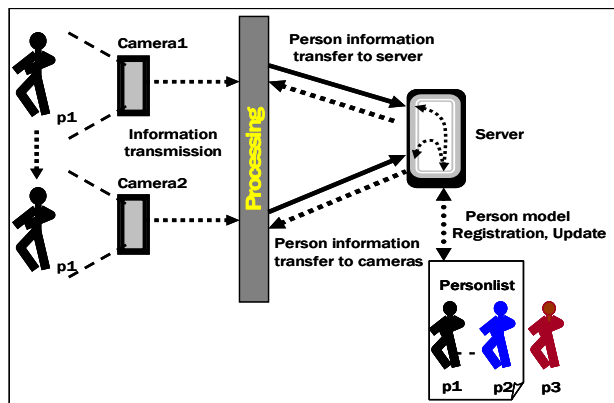 Camera1
p1
Information
transmission
Camera2
p1
Processing
Person information
transfer to server
Server
Person information
transfer to cameras
Person model
Registration, Update
Personlist
p1
p2
p3